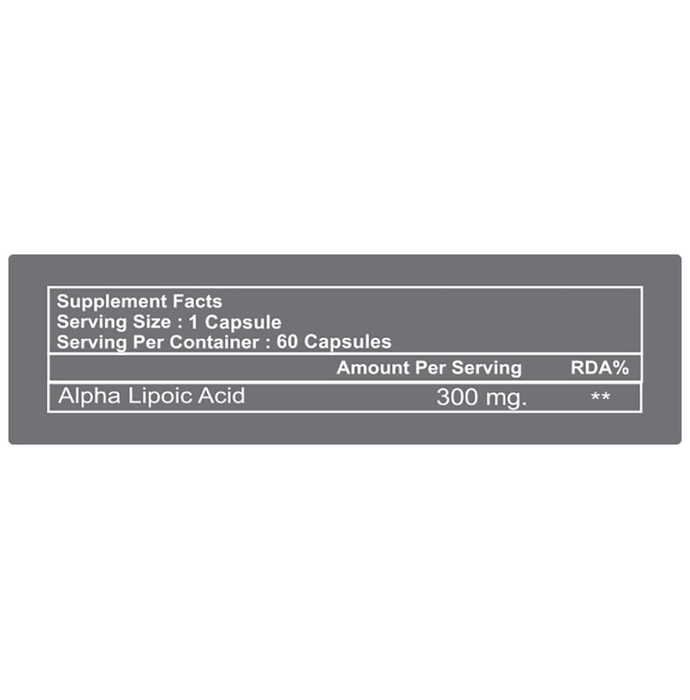 Supplement Facts
Serving Size : 1 Capsule
Serving Per Container : 60 Capsules
Amount Per Serving RDA%
Alpha Lipoic Acid 300 mg. **